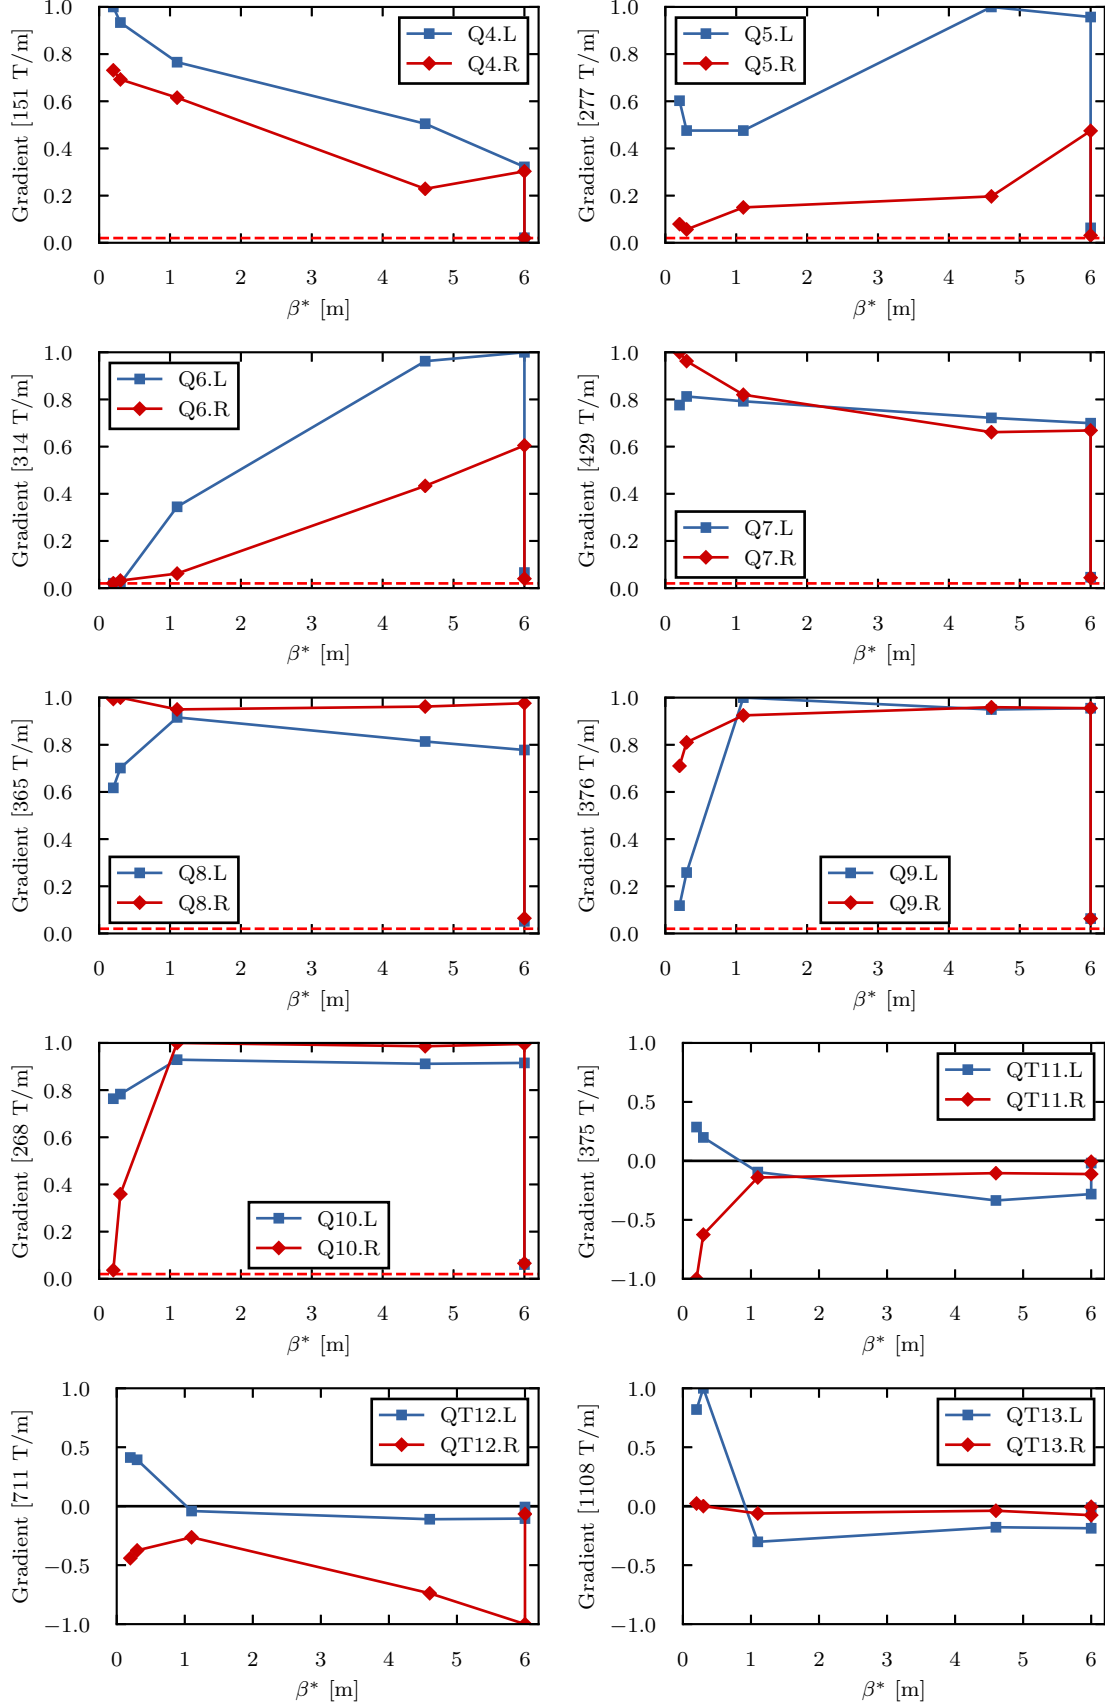 Gradient [151 T/m]
1.0
0.8
0.6
0.4
0.2
0.0
Q4.L
Q4.R
0 1 2 3 4 5 6
β* [m]
Gradient [277 T/m]
1.0
0.8
0.6
0.4
0.2
0.0
Q5.L
Q5.R
0 1 2 3 4 5 6
β* [m]
Gradient [314 T/m]
1.0
0.8
0.6
0.4
0.2
0.0
Q6.L
Q6.R
0 1 2 3 4 5 6
β* [m]
Gradient [429 T/m]
1.0
0.8
0.6
0.4
0.2
0.0
Q7.L
Q7.R
0 1 2 3 4 5 6
β* [m]
Gradient [365 T/m]
1.0
0.8
0.6
0.4
0.2
0.0
Q8.L
Q8.R
0 1 2 3 4 5 6
β* [m]
Gradient [376 T/m]
1.0
0.8
0.6
0.4
0.2
0.0
Q9.L
Q9.R
0 1 2 3 4 5 6
β* [m]
Gradient [268 T/m]
1.0
0.8
0.6
0.4
0.2
0.0
Q10.L
Q10.R
0 1 2 3 4 5 6
β* [m]
Gradient [375 T/m]
1.0
0.5
0.0
−0.5
−1.0
QT11.L
QT11.R
0 1 2 3 4 5 6
β* [m]
Gradient [711 T/m]
1.0
0.5
0.0
−0.5
−1.0
QT12.L
QT12.R
0 1 2 3 4 5 6
β* [m]
Gradient [1108 T/m]
1.0
0.5
0.0
−0.5
−1.0
QT13.L
QT13.R
0 1 2 3 4 5 6
β* [m]